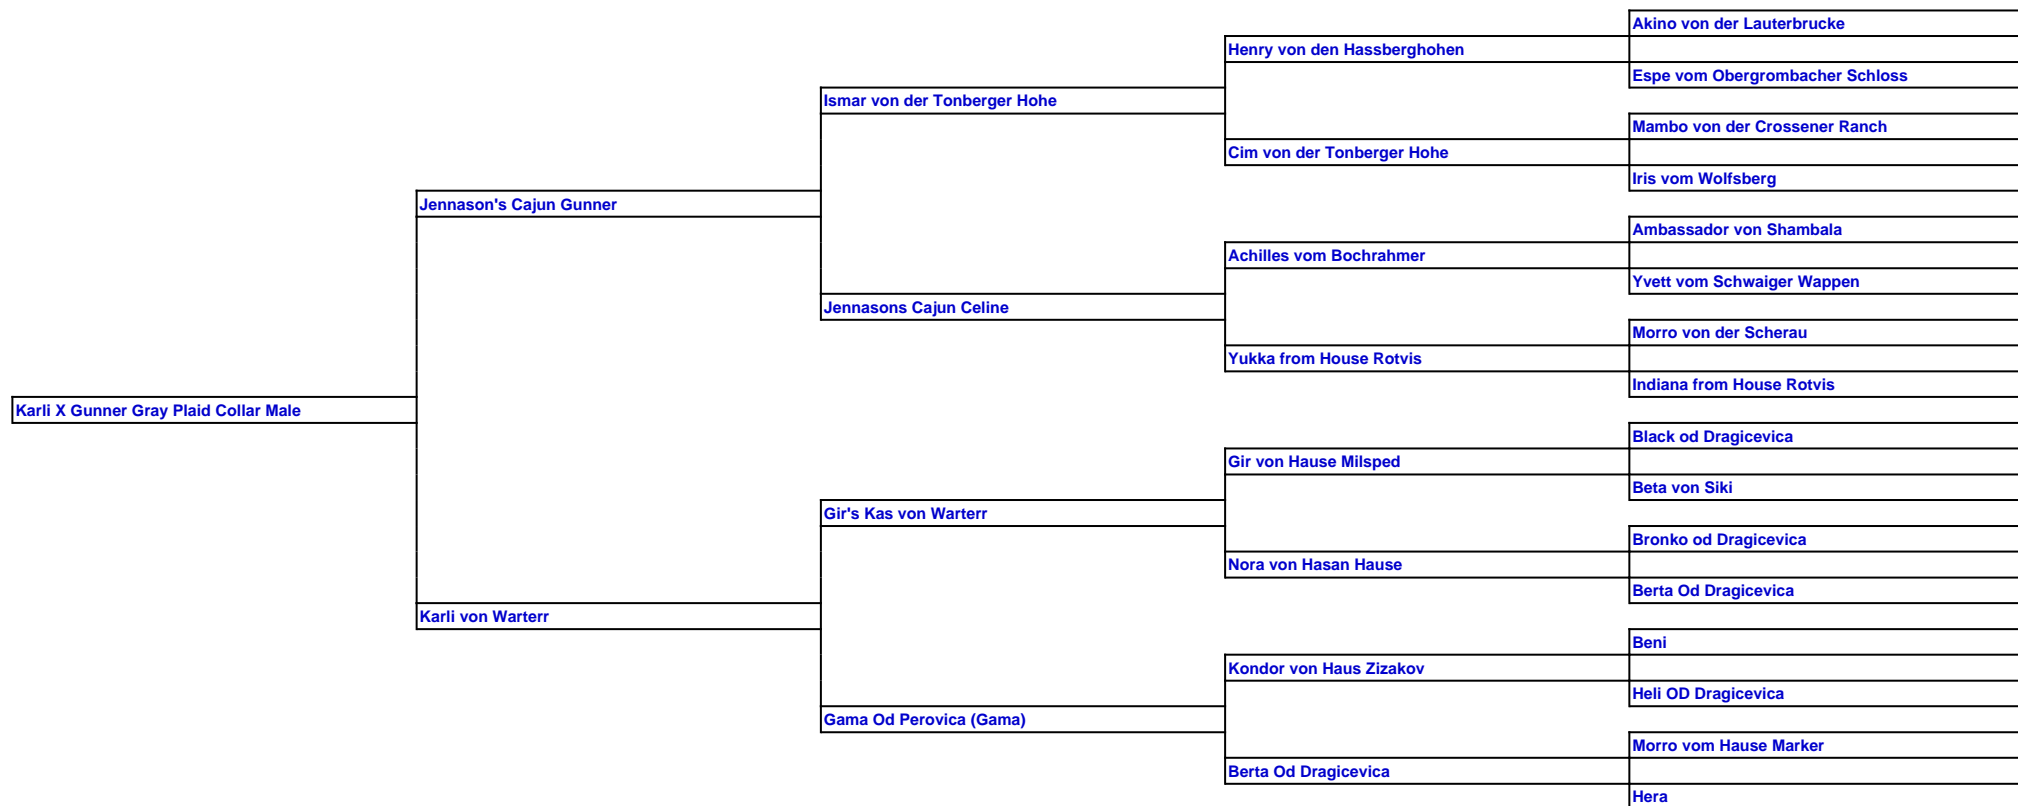 Akino von der Lauterbrucke
Henry von den Hassberghohen
Espe vom Obergrombacher Schloss
Ismar von der Tonberger Hohe
Mambo von der Crossener Ranch
Cim von der Tonberger Hohe
Iris vom Wolfsberg
Jennason's Cajun Gunner
Ambassador von Shambala
Achilles vom Bochrahmer
Yvett vom Schwaiger Wappen
Jennasons Cajun Celine
Morro von der Scherau
Yukka from House Rotvis
Indiana from House Rotvis
Karli X Gunner Gray Plaid Collar Male
Black od Dragicevica
Gir von Hause Milsped
Beta von Siki
Gir's Kas von Warterr
Bronko od Dragicevica
Nora von Hasan Hause
Berta Od Dragicevica
Karli von Warterr
Beni
Kondor von Haus Zizakov
Heli OD Dragicevica
Gama Od Perovica (Gama)
Morro vom Hause Marker
Berta Od Dragicevica
Hera